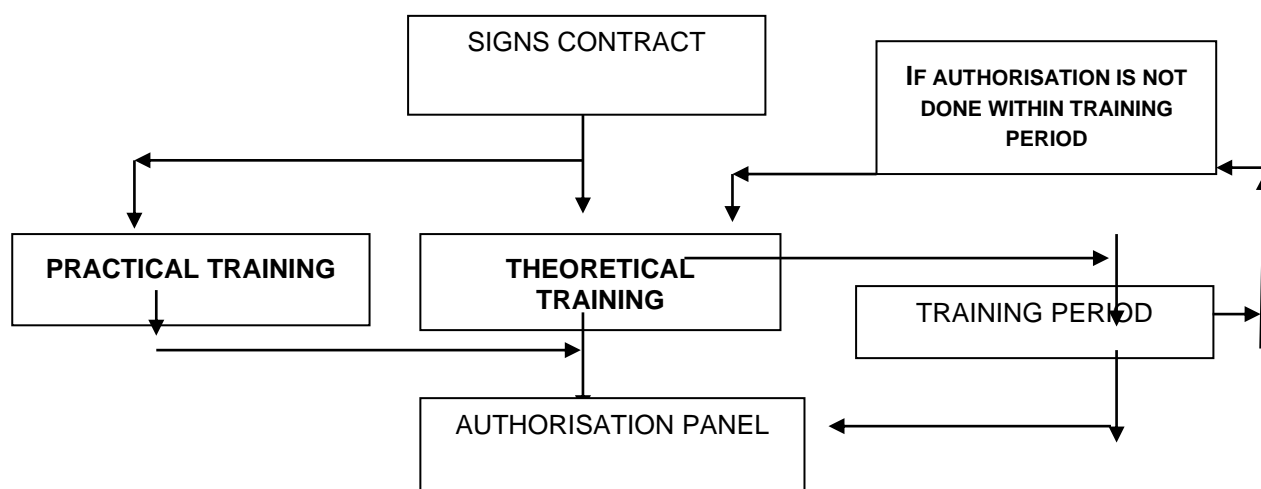 SIGNS CONTRACT
IF AUTHORISATION IS NOT
DONE WITHIN TRAINING
PERIOD
PRACTICAL TRAINING
THEORETICAL
TRAINING
TRAINING PERIOD
AUTHORISATION PANEL